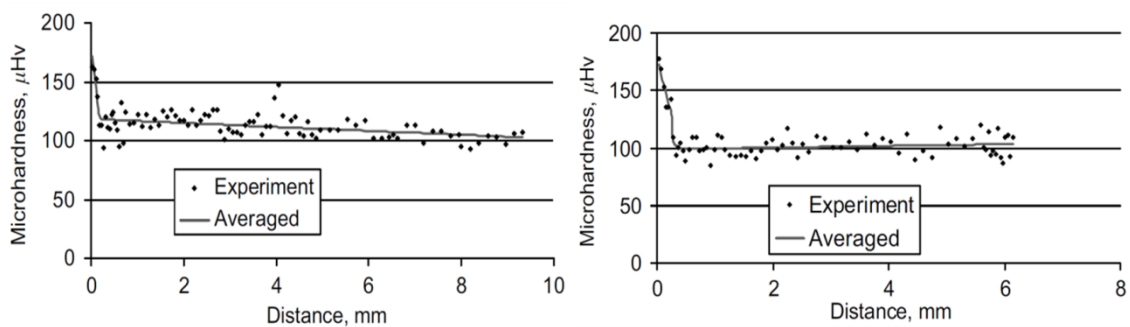 200
150
100
50
0
Microhardness, μHv
Experiment
Averaged
0 2 4 6 8 10
Distance, mm
200
150
100
50
0
Microhardness, μHv
Experiment
Averaged
0 2 4 6 8
Distance, mm